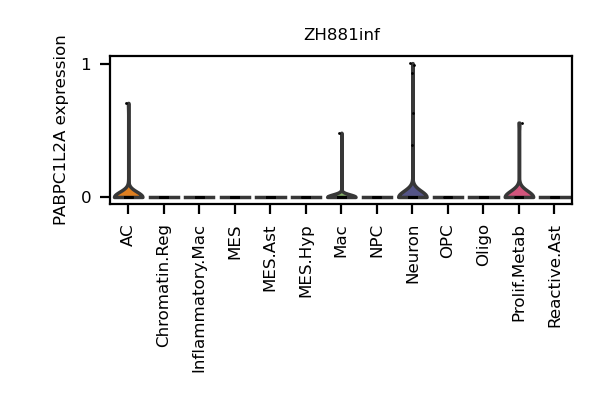 ZH881inf
PABPC1L2A expression
1
0
AC
Chromatin.Reg
Inflammatory.Mac
MES
MES.Ast
MES.Hyp
Mac
NPC
Neuron
OPC
Oligo
Prolif.Metab
Reactive.Ast